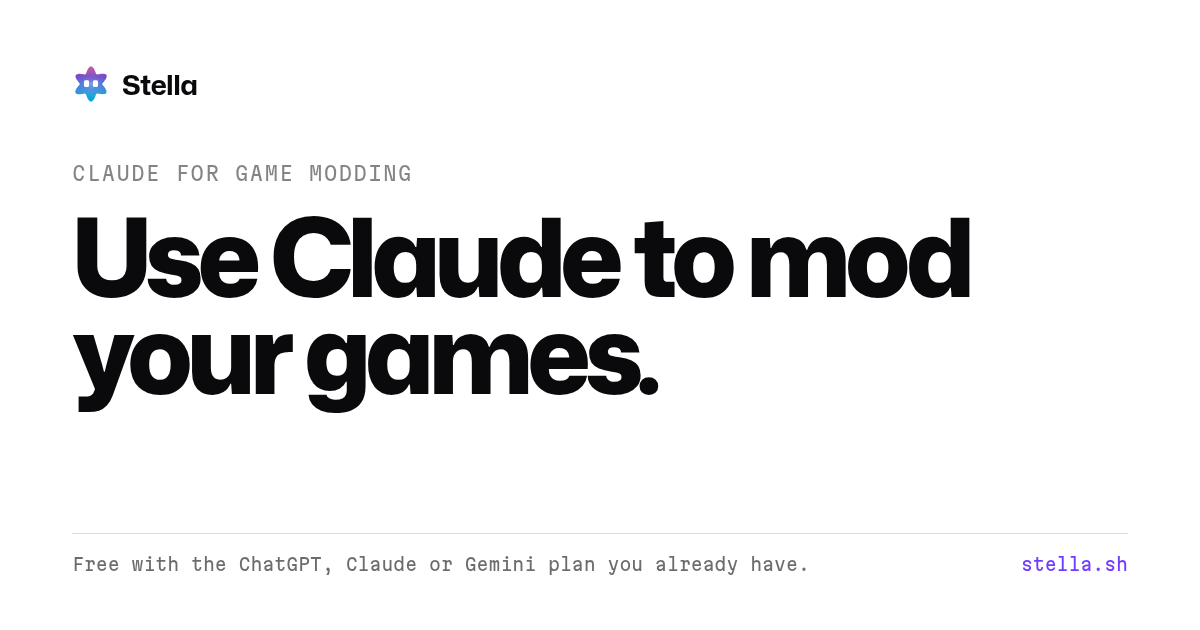 Stella
CLAUDE FOR GAME MODDING
Use Claude to mod
your games.
Free with the ChatGPT, Claude or Gemini plan you already have.
stella.sh